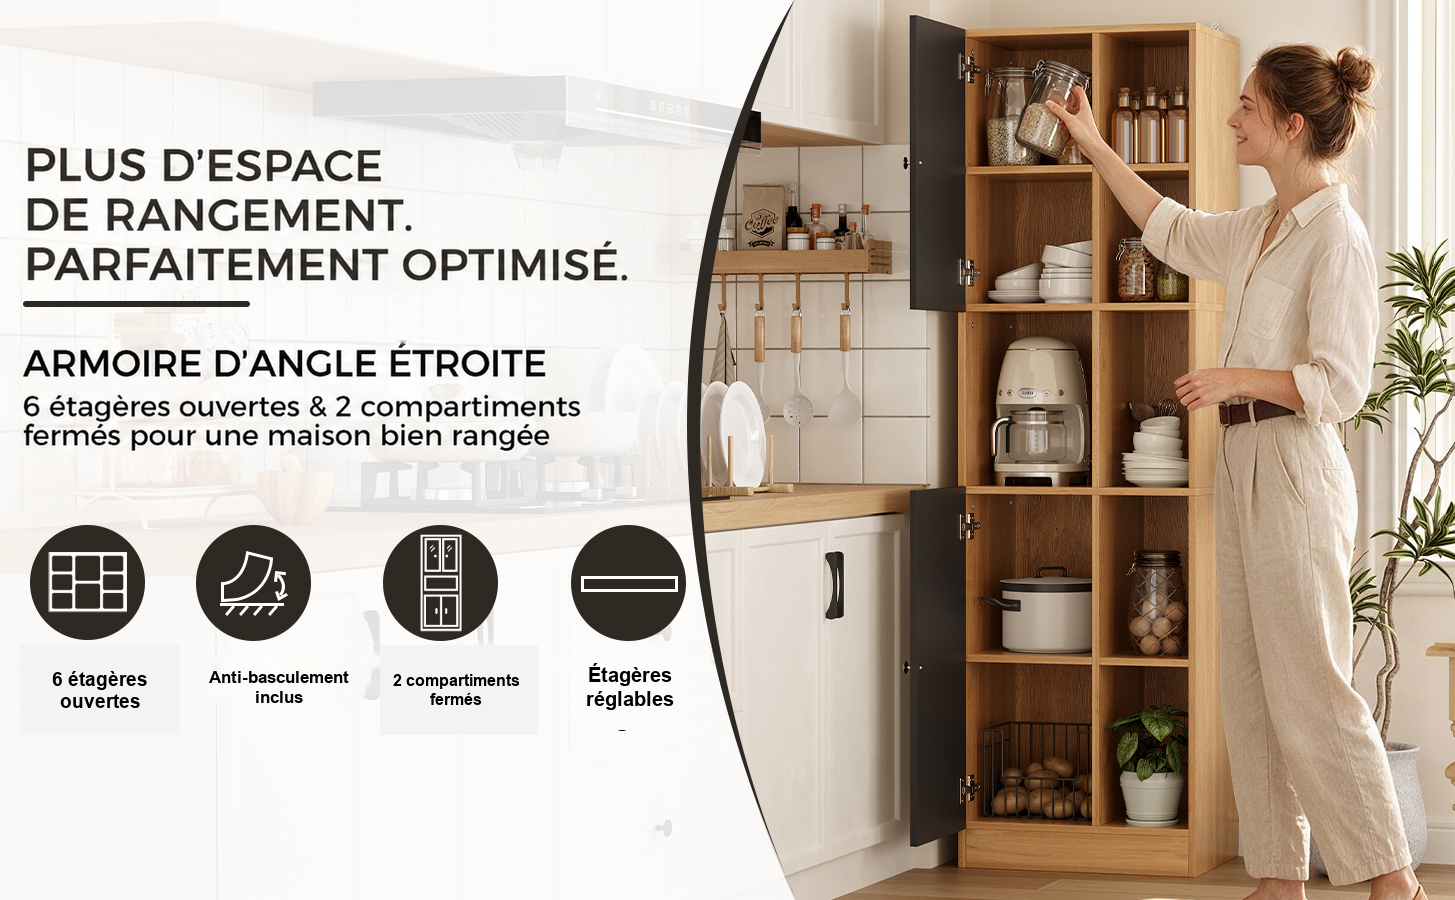 PLUS D’ESPACE
DE RANGEMENT.
PARFAITEMENT OPTIMISÉ.
ARMOIRE D’ANGLE ÉTROITE
6 étagères ouvertes & 2 compartiments
fermés pour une maison bien rangée
6 étagères
ouvertes
Anti-basculement
inclus
2 compartiments
fermés
Étagères
réglables
Coffee